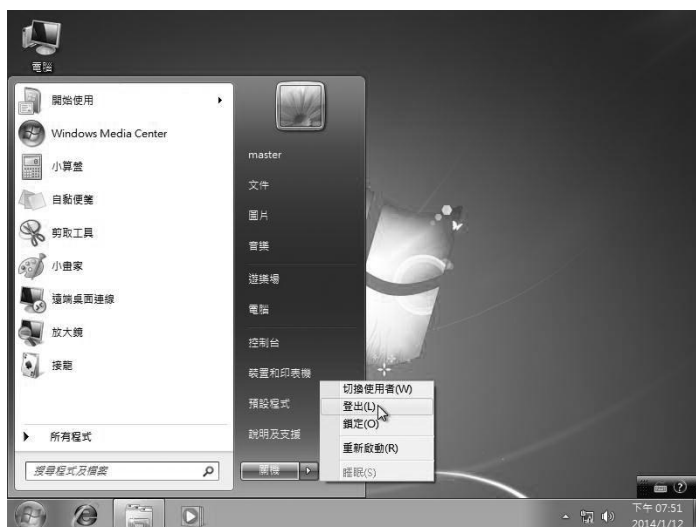 電腦
開始使用
Windows Media Center
小算盤
自黏便箋
剪取工具
小畫家
遠端桌面連線
放大鏡
接龍
所有程式
搜尋程式及檔案
master
文件
圖片
音樂
遊樂場
電腦
控制台
裝置和印表機
預設程式
說明及支援
關機
切換使用者(W)
登出(L)
鎖定(O)
重新啟動(R)
睡眠(S)
下午 07:51
2014/1/12